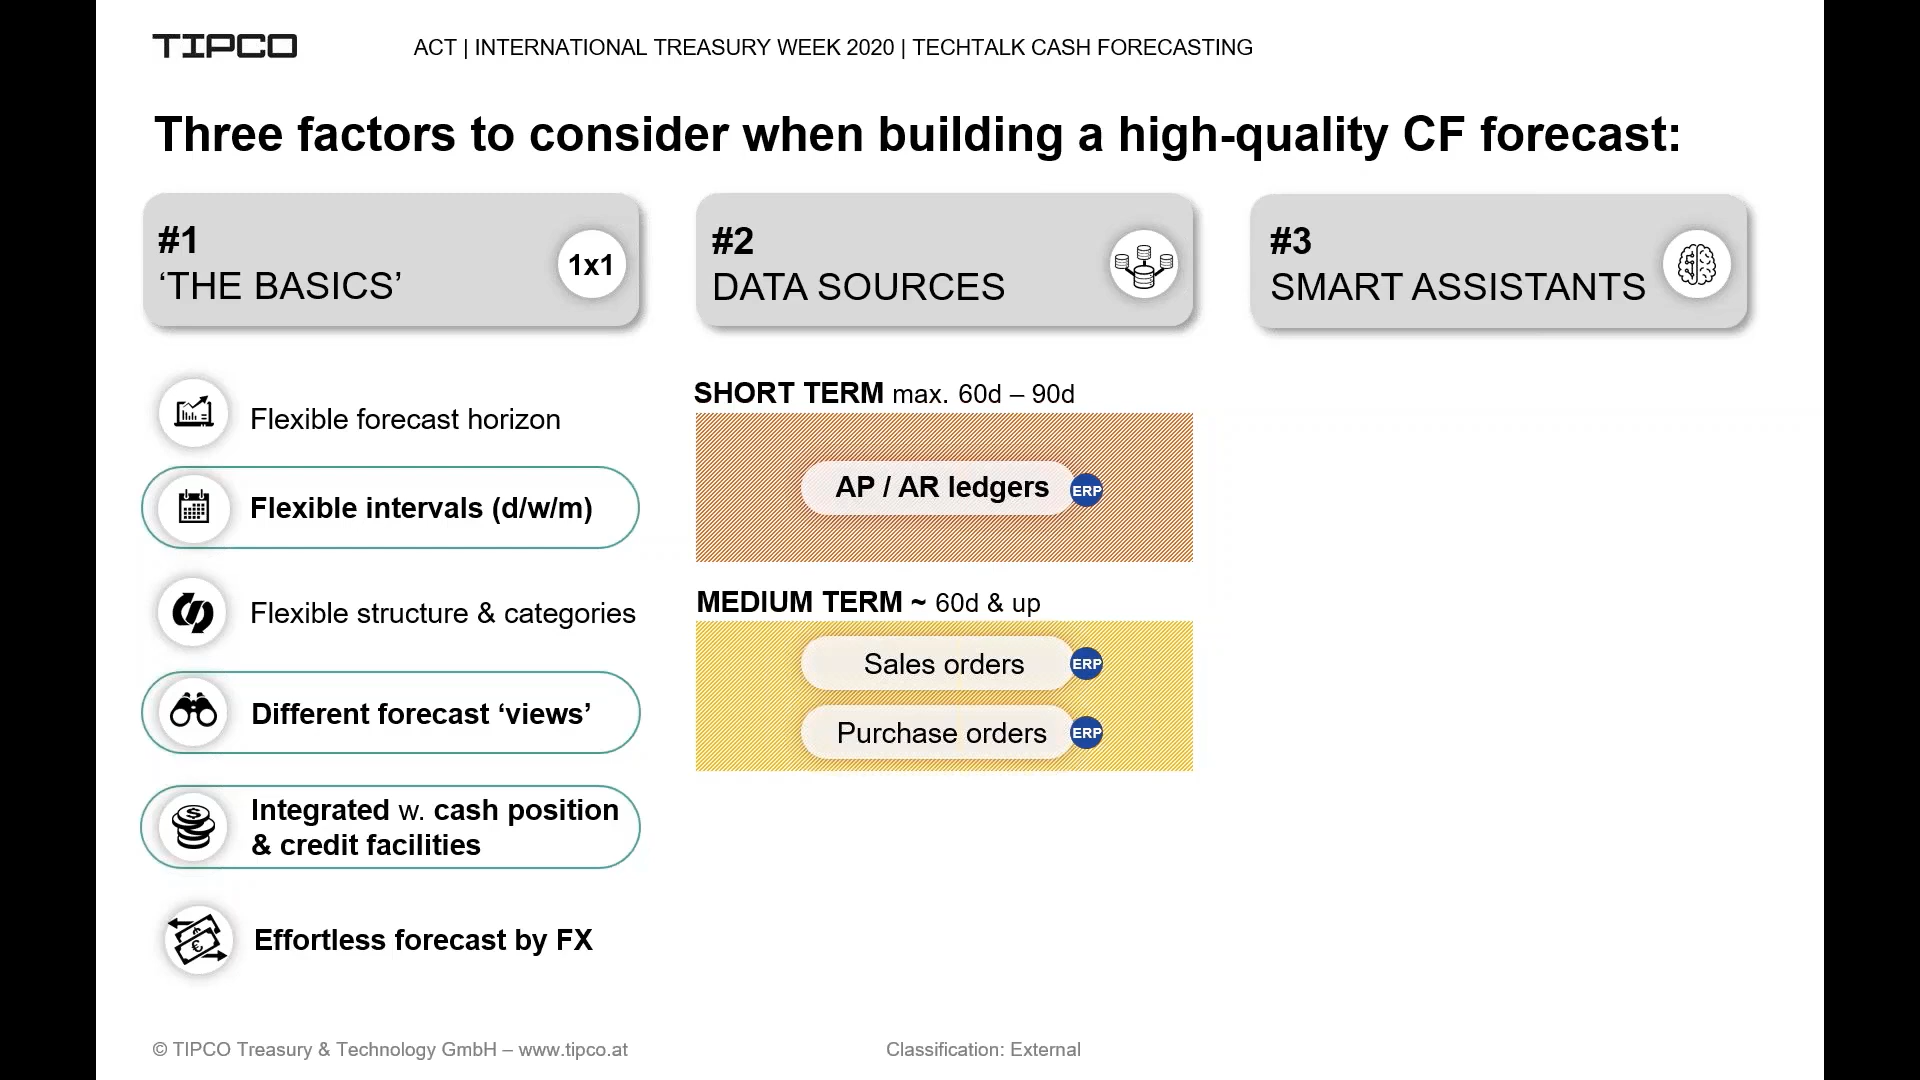 TIPCO
ACT | INTERNATIONAL TREASURY WEEK 2020 | TECHTALK CASH FORECASTING
Three factors to consider when building a high-quality CF forecast:
#1
‘THE BASICS’
1x1
#2
DATA SOURCES
#3
SMART ASSISTANTS
Flexible forecast horizon
Flexible intervals (d/w/m)
Flexible structure & categories
Different forecast ‘views’
Integrated w. cash position
& credit facilities
Effortless forecast by FX
SHORT TERM max. 60d – 90d
AP / AR ledgers
ERP
MEDIUM TERM ~ 60d & up
Sales orders
ERP
Purchase orders
ERP
© TIPCO Treasury & Technology GmbH – www.tipco.at
Classification: External